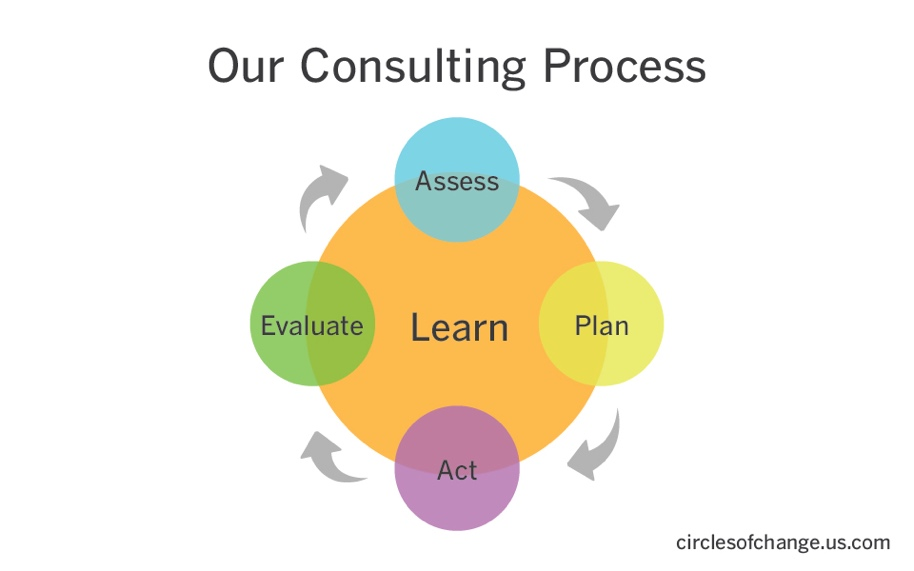 Our Consulting Process
Assess
Evaluate
Learn
Plan
Act
circlesofchange.us.com